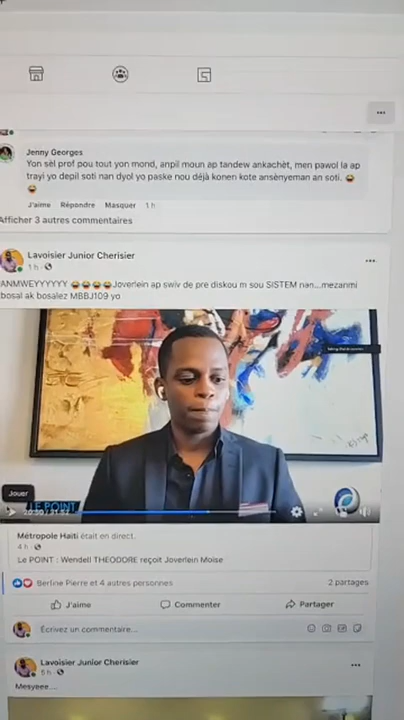 Jenny Georges
Yon sèl prof pou tout yon mond, anpil moun ap tandew ankachèt, men pawol la ap
trayi yo depil soti nan dyol yo paske nou déjà konen kote ansènyeman an soti. 😂
😂
J'aime Répondre Masquer 1 h
Afficher 3 autres commentaires
Lavoisier Junior Cherisier
1 h
ANMWEYYYYYY 😂😂😂😂Joverlein ap swiv de pre diskou m sou SISTEM nan...mezanmi
bosal ak bosalez MBBJ109 yo
Jouer
LE POINT
Métropole Haïti était en direct.
4 h
Le POINT : Wendell THEODORE reçoit Joverlein Moise
Berline Pierre et 4 autres personnes 2 partages
J'aime Commenter Partager
Écrivez un commentaire...
Lavoisier Junior Cherisier
Mesyeee...